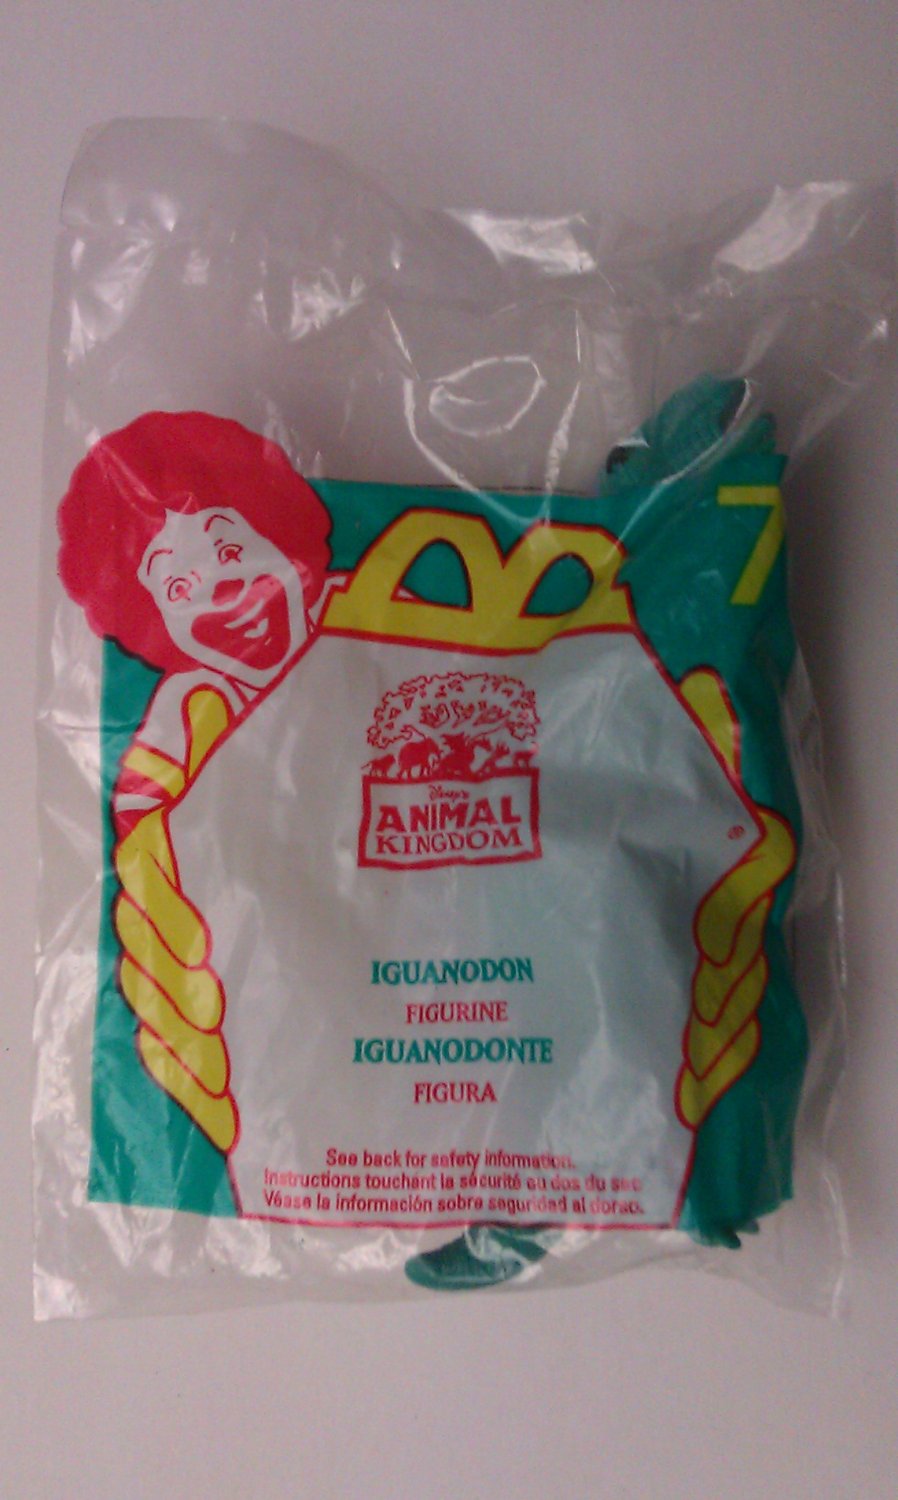 7
Disney's
ANIMAL
KINGDOM
®
IGUANODON
FIGURINE
IGUANODONTE
FIGURA
See back for safety information.
Instructions touchant la sécurité au dos du sac
Véase la información sobre seguridad al dorso.